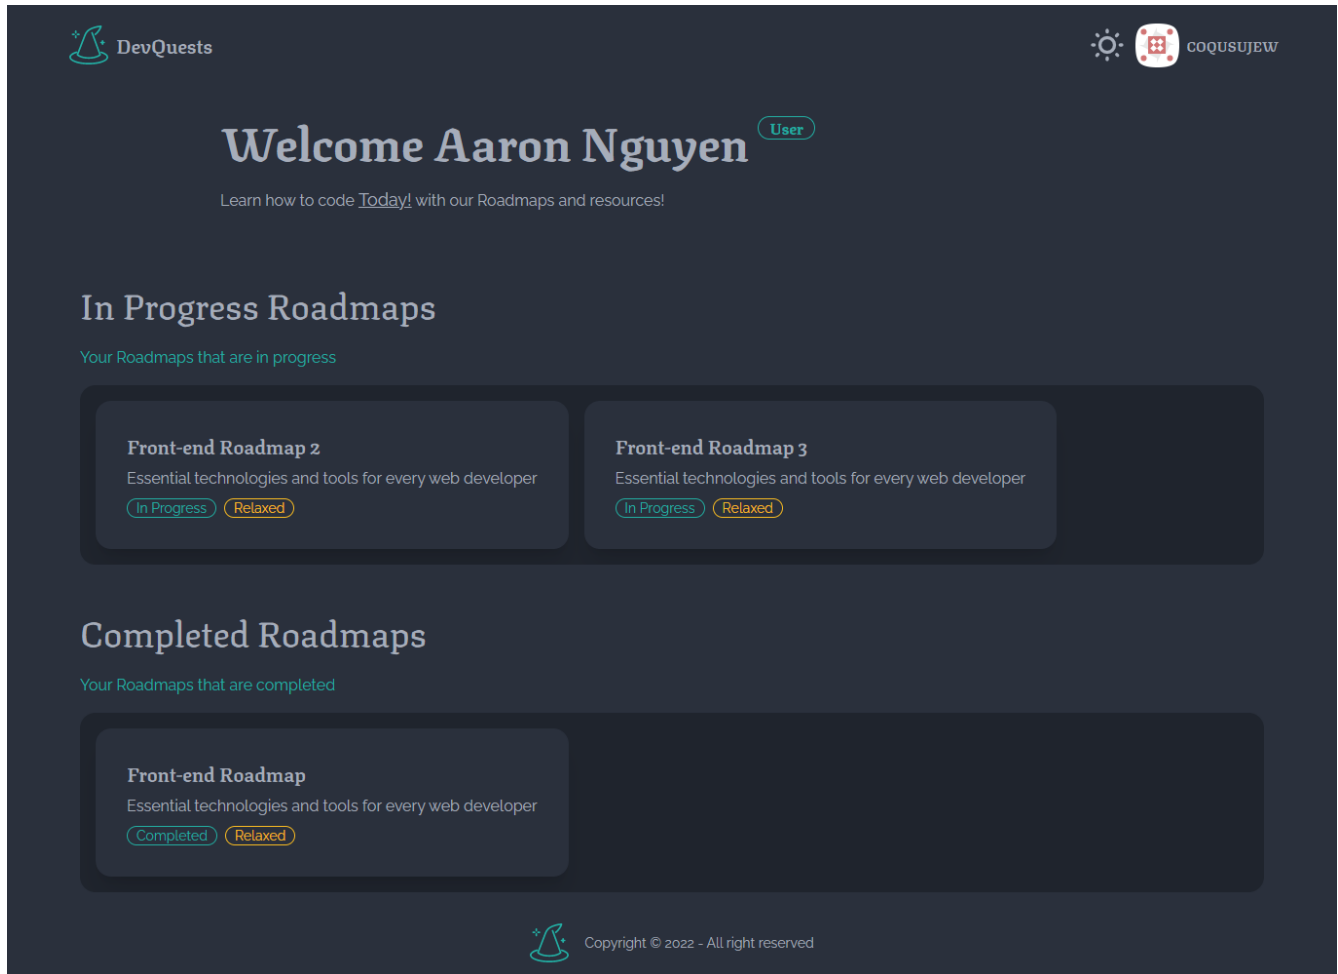 DevQuests
COQUSUJEW
Welcome Aaron Nguyen User
Learn how to code Today! with our Roadmaps and resources!
In Progress Roadmaps
Your Roadmaps that are in progress
Front-end Roadmap 2
Essential technologies and tools for every web developer
In Progress Relaxed
Front-end Roadmap 3
Essential technologies and tools for every web developer
In Progress Relaxed
Completed Roadmaps
Your Roadmaps that are completed
Front-end Roadmap
Essential technologies and tools for every web developer
Completed Relaxed
Copyright © 2022 - All right reserved